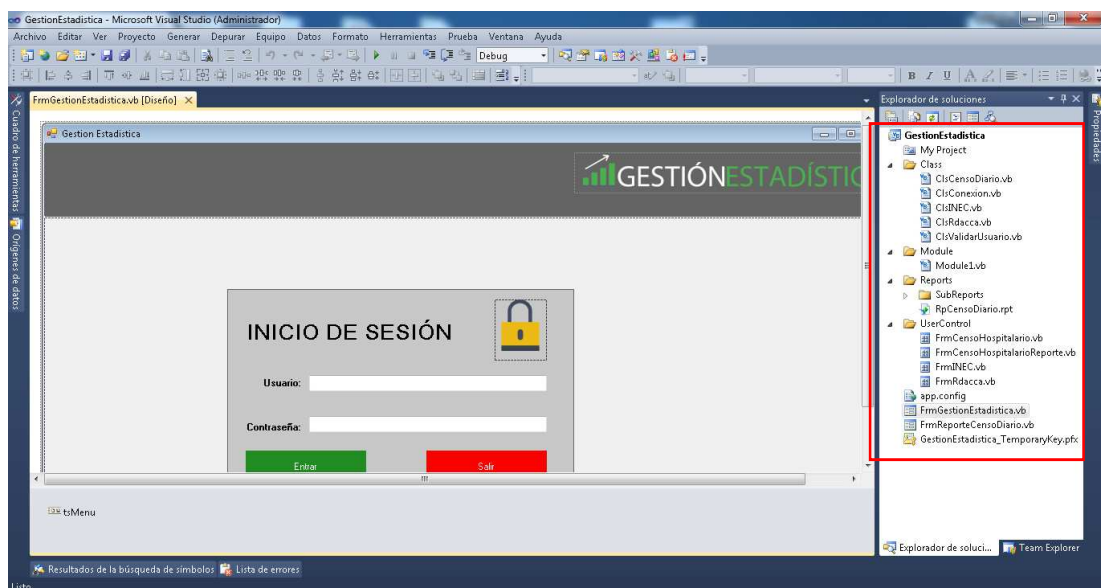 GestionEstadistica - Microsoft Visual Studio (Administrador)
Archivo Editar Ver Proyecto Generar Depurar Equipo Datos Formato Herramientas Prueba Ventana Ayuda
Debug
FrmGestionEstadistica.vb [Diseño]
Cuadro de herramientas
Orígenes de datos
Gestion Estadistica
GESTIÓNESTADÍSTIC
INICIO DE SESIÓN
Usuario:
Contraseña:
Entrar Salir
tsMenu
Explorador de soluciones
GestionEstadistica
My Project
Class
ClsCensoDiario.vb
ClsConexion.vb
ClsINEC.vb
ClsRdacca.vb
ClsValidarUsuario.vb
Module
Module1.vb
Reports
SubReports
RpCensoDiario.rpt
UserControl
FrmCensoHospitalario.vb
FrmCensoHospitalarioReporte.vb
FrmINEC.vb
FrmRdacca.vb
app.config
FrmGestionEstadistica.vb
FrmReporteCensoDiario.vb
GestionEstadistica_TemporaryKey.pfx
Explorador de soluci... Team Explorer
Propiedades
Resultados de la búsqueda de símbolos Lista de errores
Listo